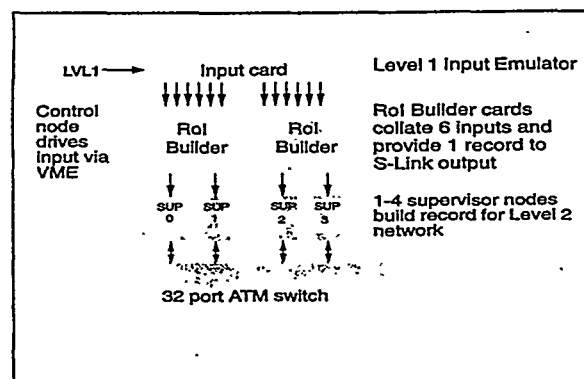 LVL1
Input card
Level 1 Input Emulator
Control
node
drives
input via
VME
RoI
Builder
RoI
Builder
RoI Builder cards
collate 6 inputs and
provide 1 record to
S-Link output
SUP
0
SUP
1
SUP
2
SUP
3
1-4 supervisor nodes
build record for Level 2
network
32 port ATM switch